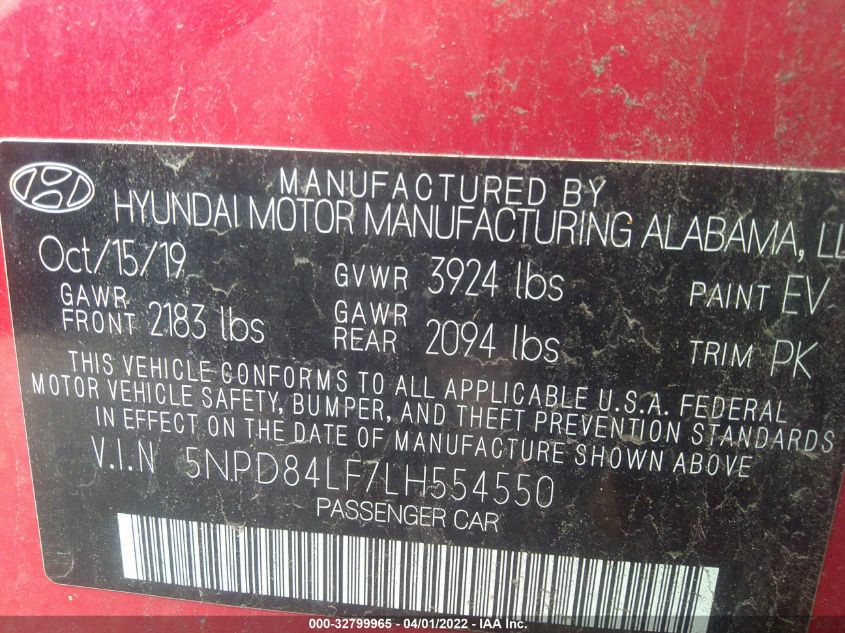 MANUFACTURED BY
HYUNDAI MOTOR MANUFACTURING ALABAMA, LL
Oct/15/19 GVWR 3924 lbs PAINT EV
GAWR FRONT 2183 lbs GAWR REAR 2094 lbs TRIM PK
THIS VEHICLE CONFORMS TO ALL APPLICABLE U.S.A. FEDERAL
MOTOR VEHICLE SAFETY, BUMPER, AND THEFT PREVENTION STANDARDS
IN EFFECT ON THE DATE OF MANUFACTURE SHOWN ABOVE
V.I.N 5NPD84LF7LH554550
PASSENGER CAR
000-32799965 - 04/01/2022 - IAA Inc.